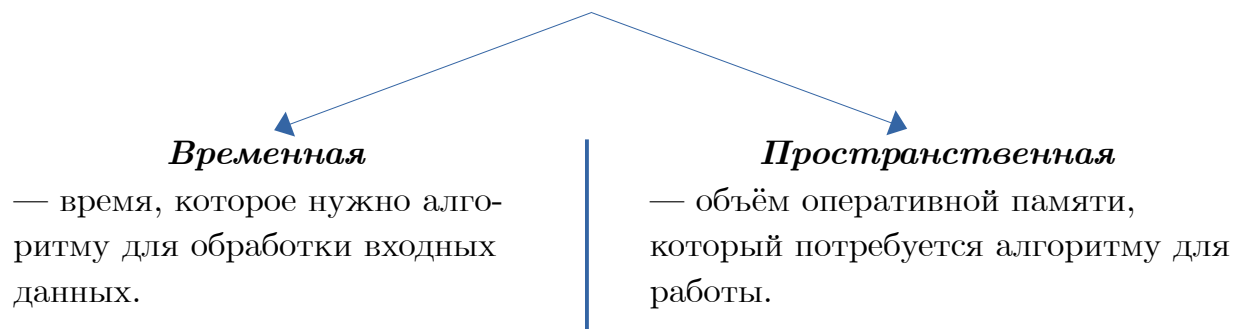 Временная
— время, которое нужно алго-
ритму для обработки входных
данных.
Пространственная
— объём оперативной памяти,
который потребуется алгоритму для
работы.